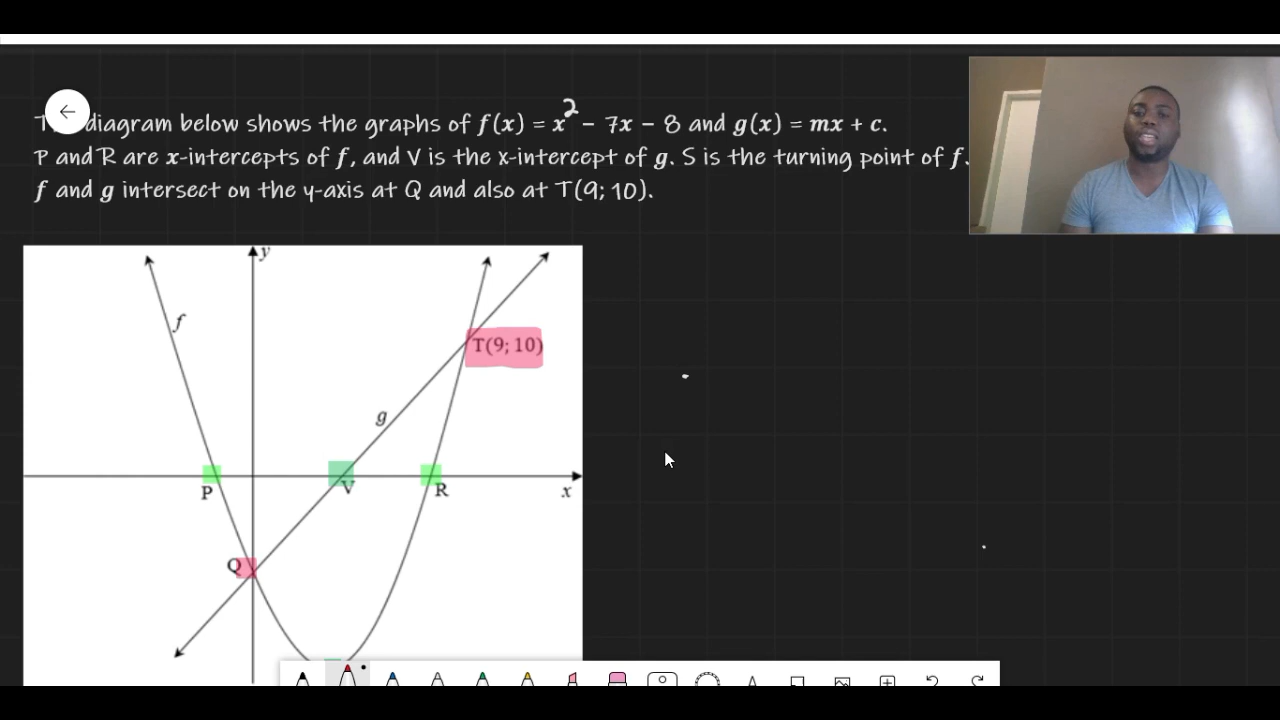 diagram below shows the graphs of f(x) = x² − 7x − 8 and g(x) = mx + c.
P and R are x-intercepts of f, and V is the x-intercept of g. S is the turning point of f.
f and g intersect on the y-axis at Q and also at T(9; 10).
y
f
T(9; 10)
g
P
V
R
x
Q